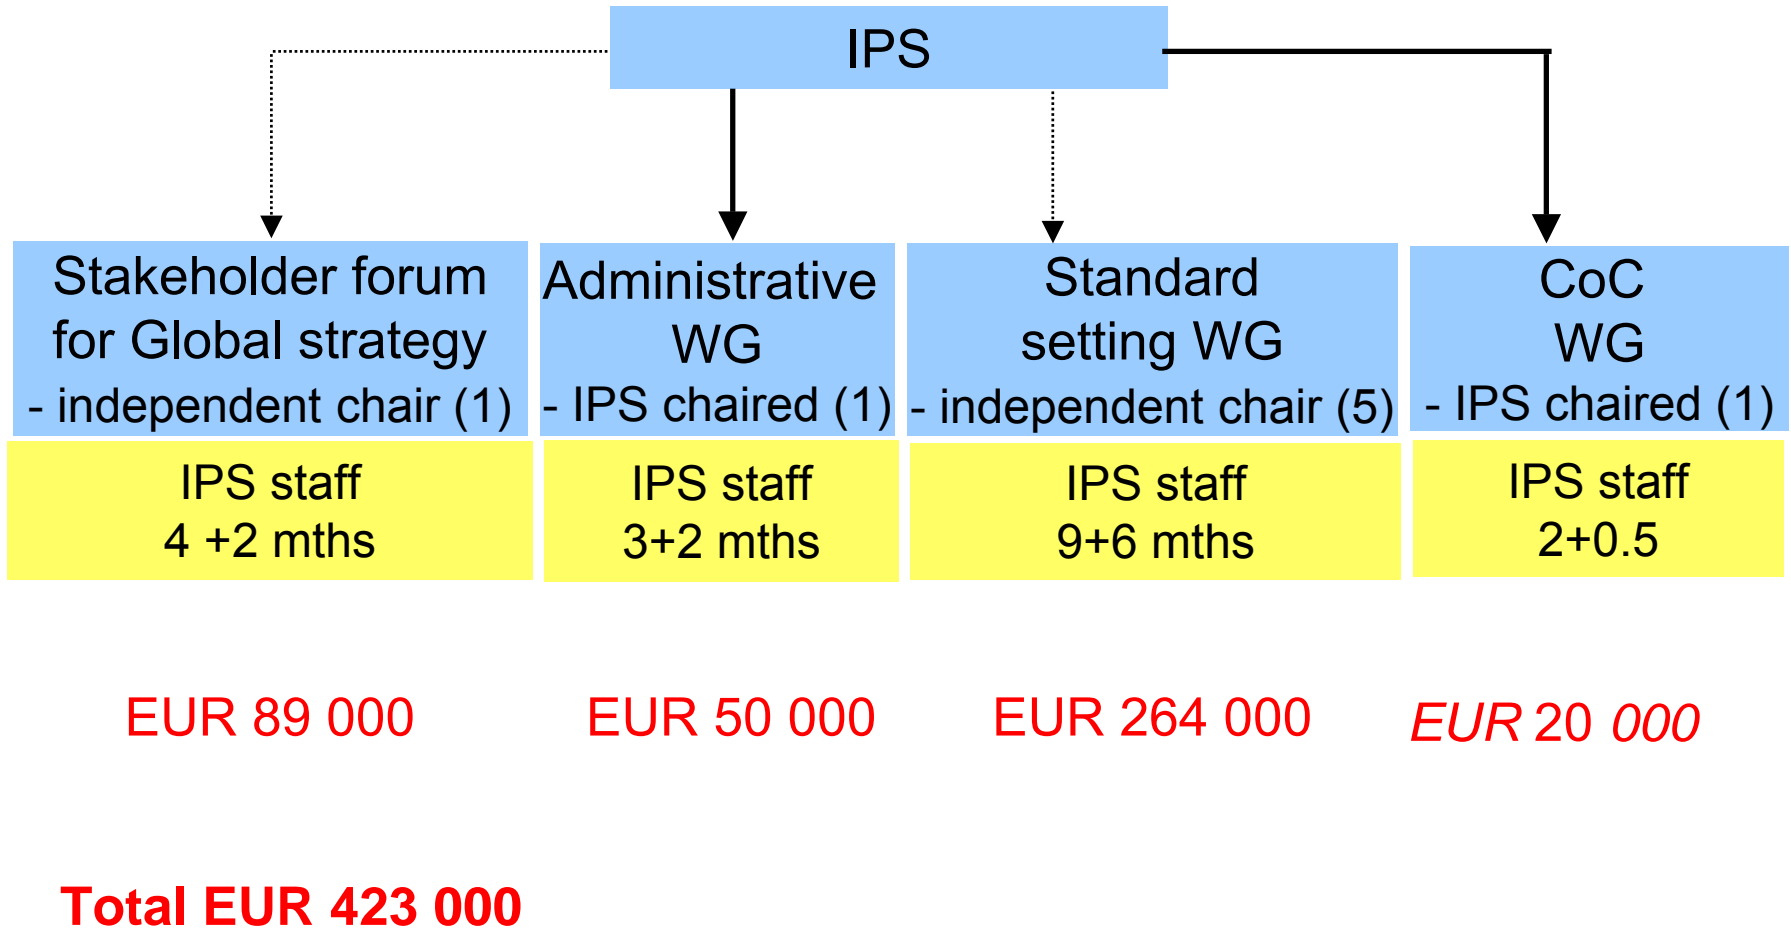 IPS
Stakeholder forum
for Global strategy
- independent chair (1)
Administrative
WG
- IPS chaired (1)
Standard
setting WG
- independent chair (5)
CoC
WG
- IPS chaired (1)
IPS staff
4 +2 mths
IPS staff
3+2 mths
IPS staff
9+6 mths
IPS staff
2+0.5
EUR 89 000
EUR 50 000
EUR 264 000
EUR 20 000
Total EUR 423 000